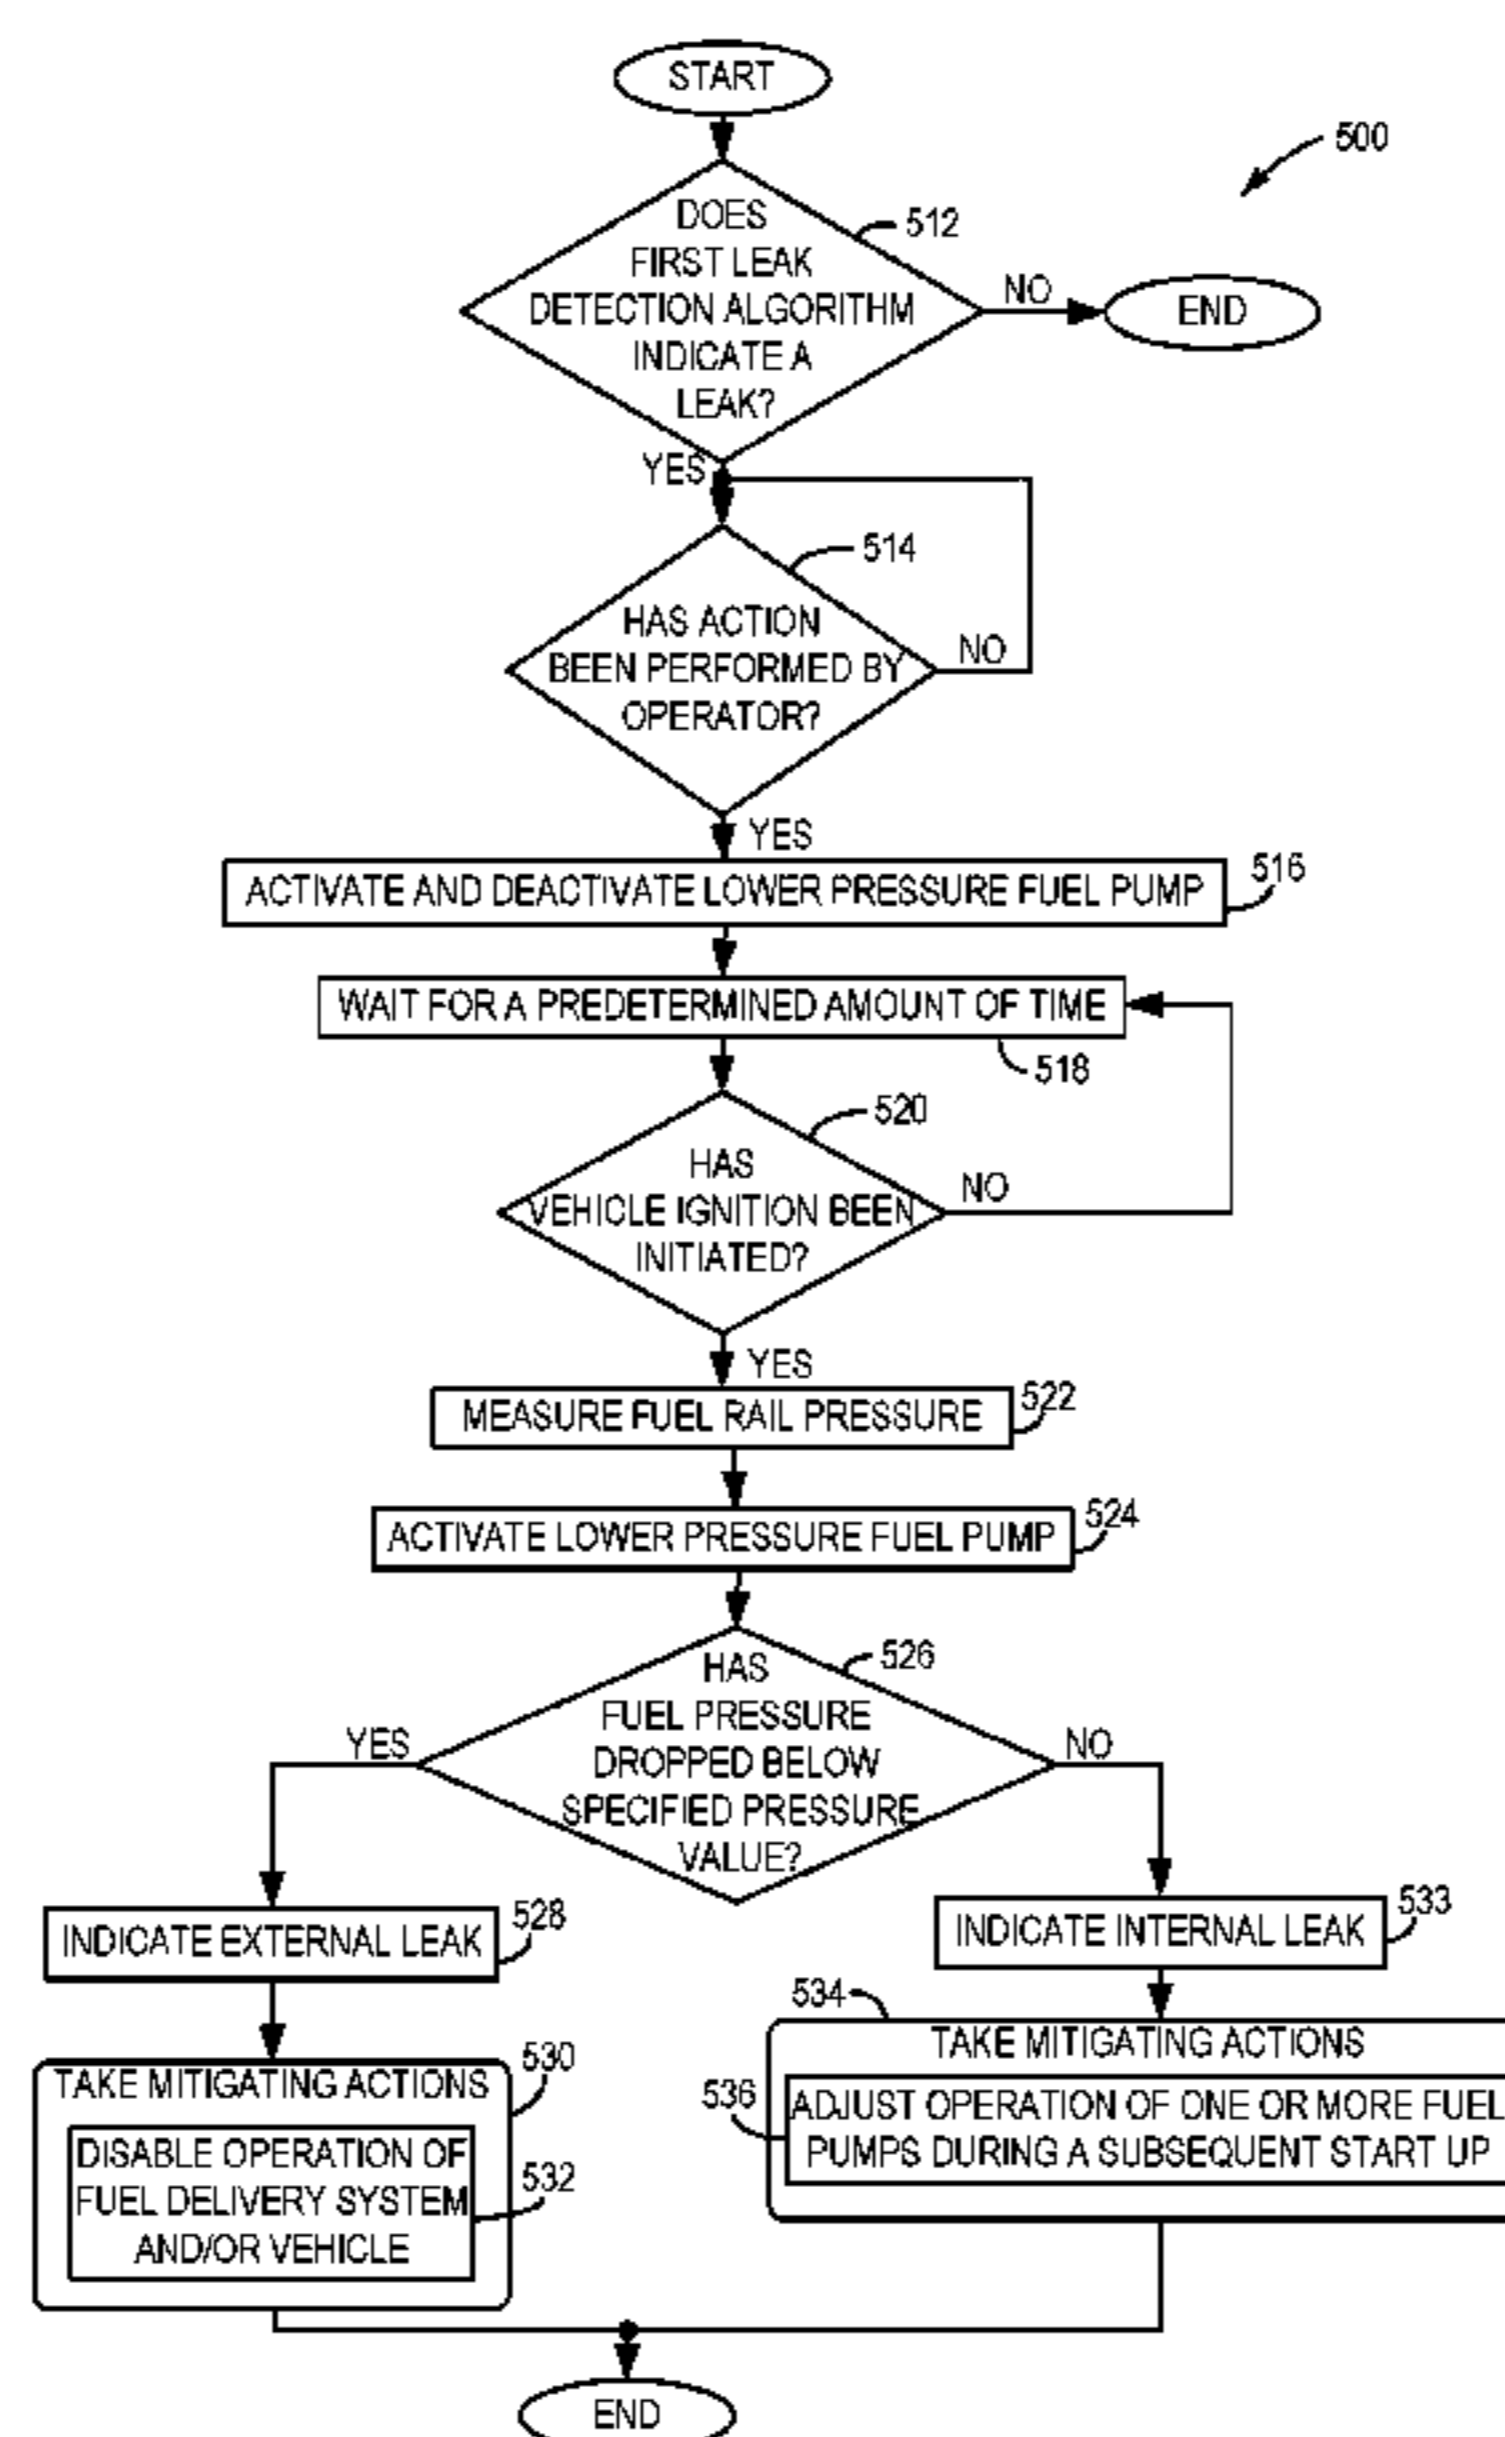 START
500
DOES
512
FIRST LEAK
DETECTION ALGORITHM
INDICATE A
LEAK?
NO
END
YES
514
HAS ACTION
BEEN PERFORMED BY
OPERATOR?
NO
YES
ACTIVATE AND DEACTIVATE LOWER PRESSURE FUEL PUMP
516
WAIT FOR A PREDETERMINED AMOUNT OF TIME
518
520
HAS
VEHICLE IGNITION BEEN
INITIATED?
NO
YES
MEASURE FUEL RAIL PRESSURE
522
ACTIVATE LOWER PRESSURE FUEL PUMP
524
HAS
526
FUEL PRESSURE
DROPPED BELOW
SPECIFIED PRESSURE
VALUE?
YES
NO
INDICATE EXTERNAL LEAK
528
INDICATE INTERNAL LEAK
533
TAKE MITIGATING ACTIONS
530
DISABLE OPERATION OF
FUEL DELIVERY SYSTEM
AND/OR VEHICLE
532
534
TAKE MITIGATING ACTIONS
536
ADJUST OPERATION OF ONE OR MORE FUEL
PUMPS DURING A SUBSEQUENT START UP
END